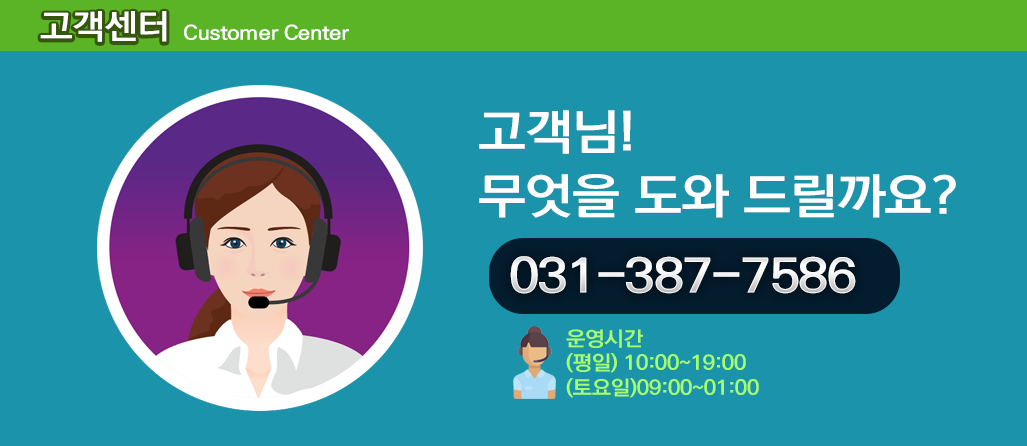 고객센터 Customer Center
고객님!
무엇을 도와 드릴까요?
031-387-7586
운영시간
(평일) 10:00~19:00
(토요일)09:00~01:00